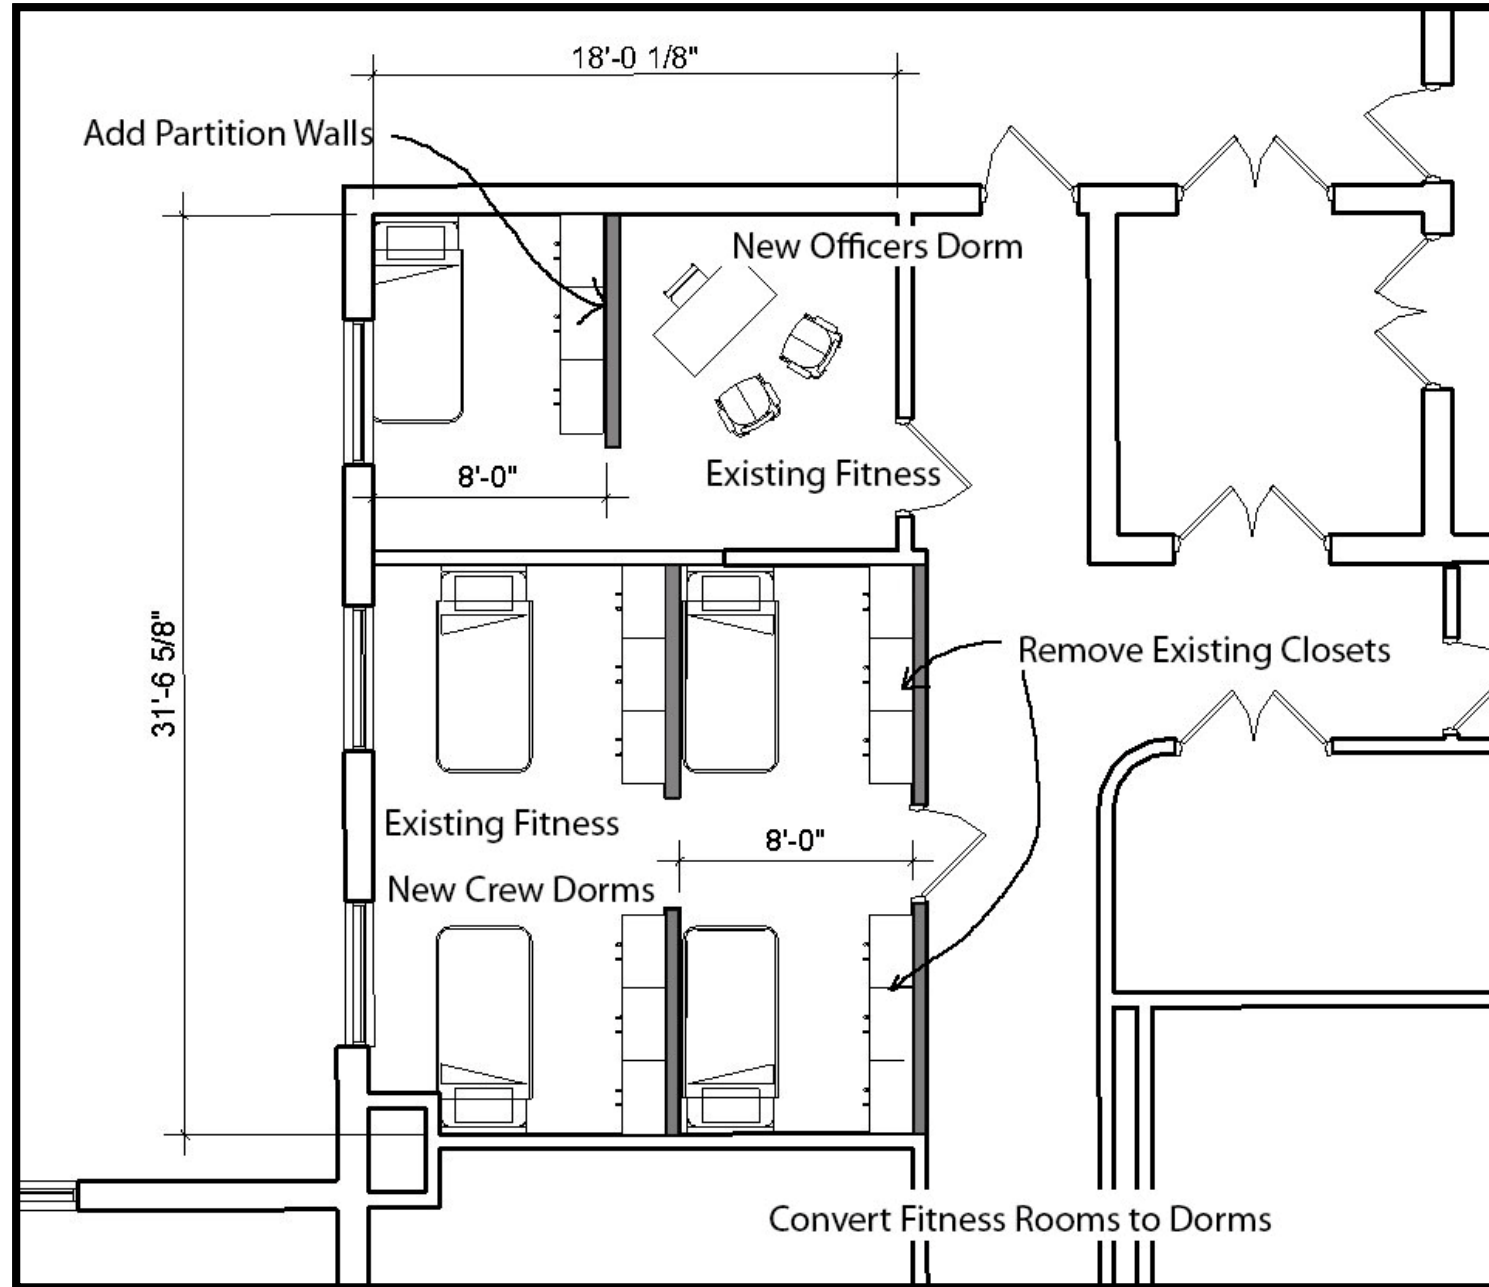 18'-0 1/8"
Add Partition Walls
New Officers Dorm
Existing Fitness
8'-0"
31'-6 5/8"
Remove Existing Closets
Existing Fitness
8'-0"
New Crew Dorms
Convert Fitness Rooms to Dorms